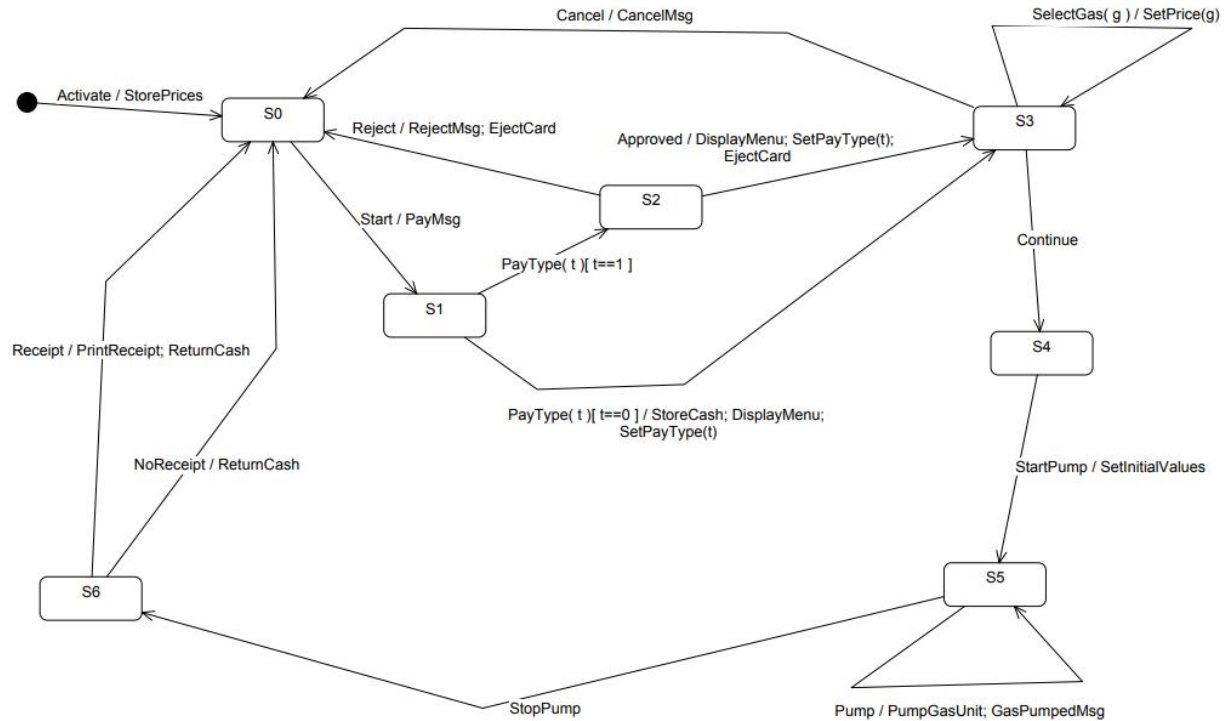 Cancel / CancelMsg
SelectGas( g ) / SetPrice(g)
Activate / StorePrices
S0
S3
Reject / RejectMsg; EjectCard
Approved / DisplayMenu; SetPayType(t);
EjectCard
S2
Start / PayMsg
Continue
PayType( t )[ t==1 ]
S1
S4
Receipt / PrintReceipt; ReturnCash
PayType( t )[ t==0 ] / StoreCash; DisplayMenu;
SetPayType(t)
NoReceipt / ReturnCash
StartPump / SetInitialValues
S6
S5
StopPump
Pump / PumpGasUnit; GasPumpedMsg